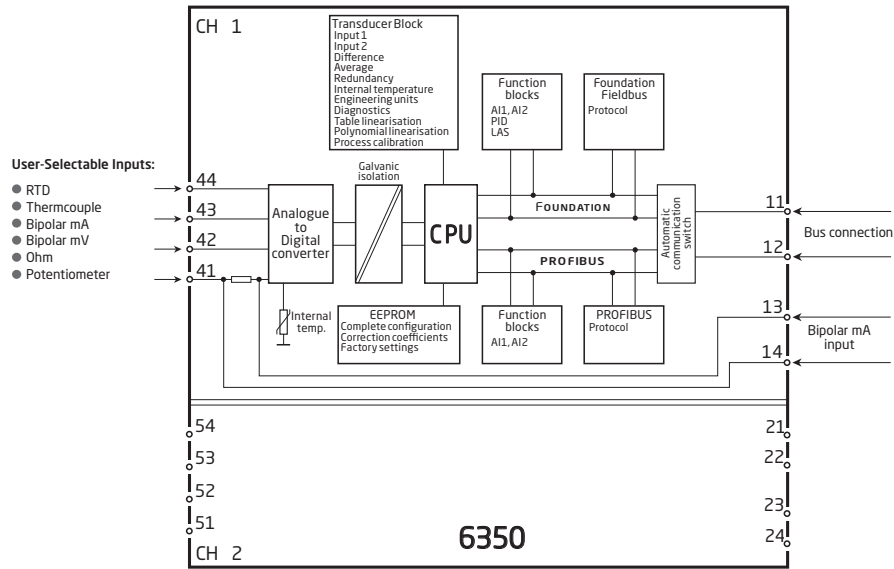 CH 1
Transducer Block
Input1
Input2
Difference
Average
Redundancy
Internal temperature
Engineering units
Diagnostics
Table linearisation
Polynomial linearisation
Process calibration
Function
blocks
AI1, AI2
PID
LAS
Foundation
Fieldbus
Protocol
User-Selectable Inputs:
RTD
Thermcouple
Bipolar mA
Bipolar mV
Ohm
Potentiometer
44
43
42
41
Analogue
to
Digital
converter
Galvanic
isolation
CPU
FOUNDATION
PROFIBUS
Automatic
communication
switch
11
12
Bus connection
13
14
Bipolar mA
input
Internal
temp.
EEPROM
Complete configuration
Correction coefficients
Factory settings
Function
blocks
AI1, AI2
PROFIBUS
Protocol
54
53
52
51
CH 2
6350
21
22
23
24